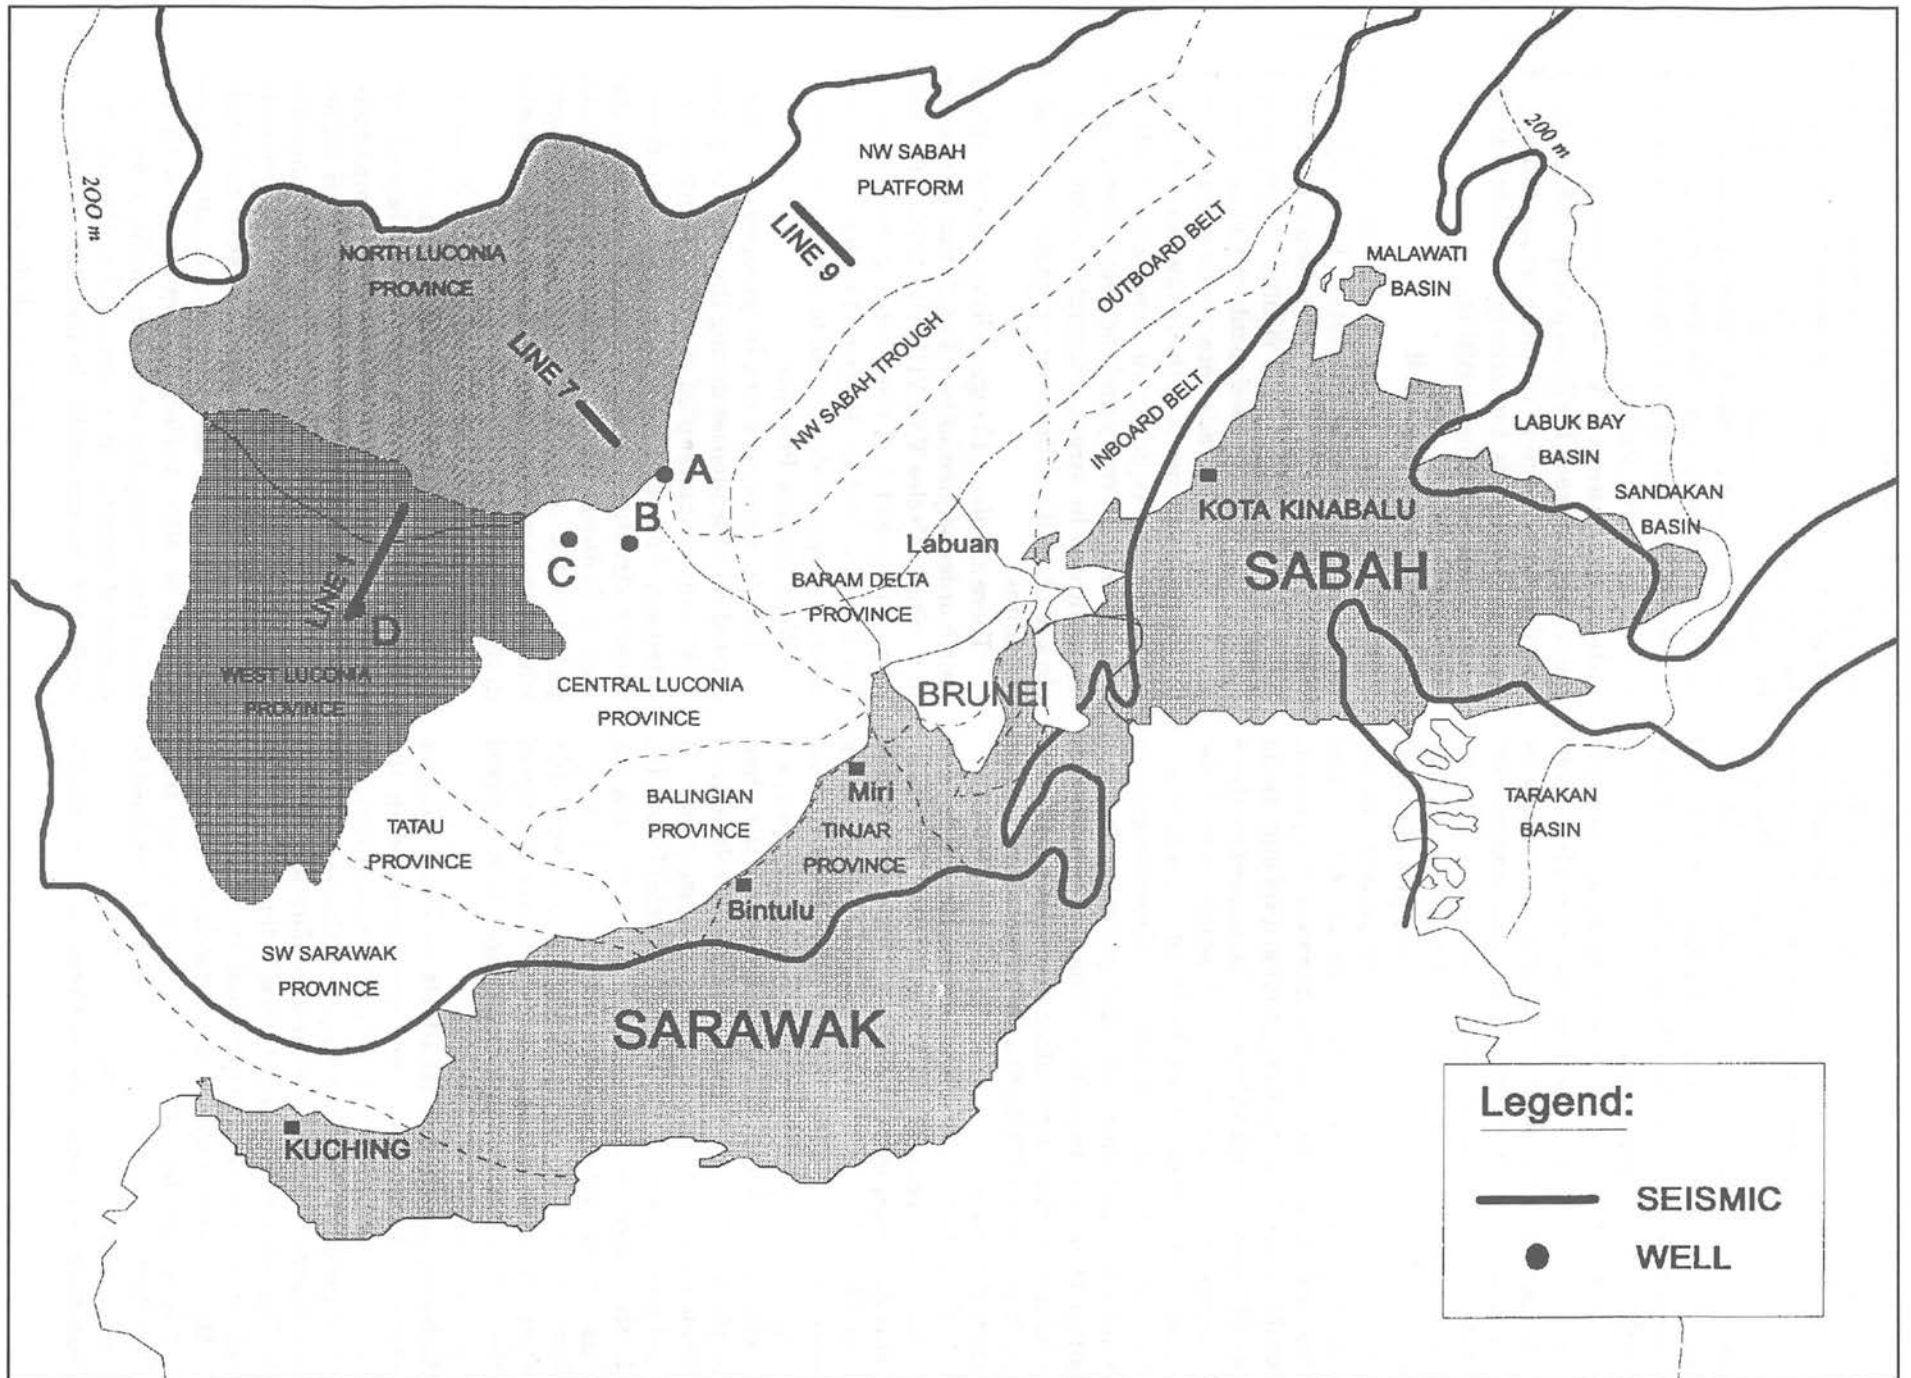 200 m
NORTH LUCONIA
PROVINCE
NW SABAH
PLATFORM
LINE 9
200 m
OUTBOARD BELT
MALAWATI
BASIN
LINE 7
NW SABAH TROUGH
INBOARD BELT
LABUK BAY
BASIN
A
B
C
KOTA KINABALU
SANDAKAN
BASIN
Labuan
SABAH
LINE 1
D
BARAM DELTA
PROVINCE
WEST LUCONIA
PROVINCE
CENTRAL LUCONIA
PROVINCE
BRUNEI
Miri
BALINGIAN
PROVINCE
TATAU
PROVINCE
TINJAR
PROVINCE
TARAKAN
BASIN
Bintulu
SW SARAWAK
PROVINCE
SARAWAK
KUCHING
Legend:
SEISMIC
WELL